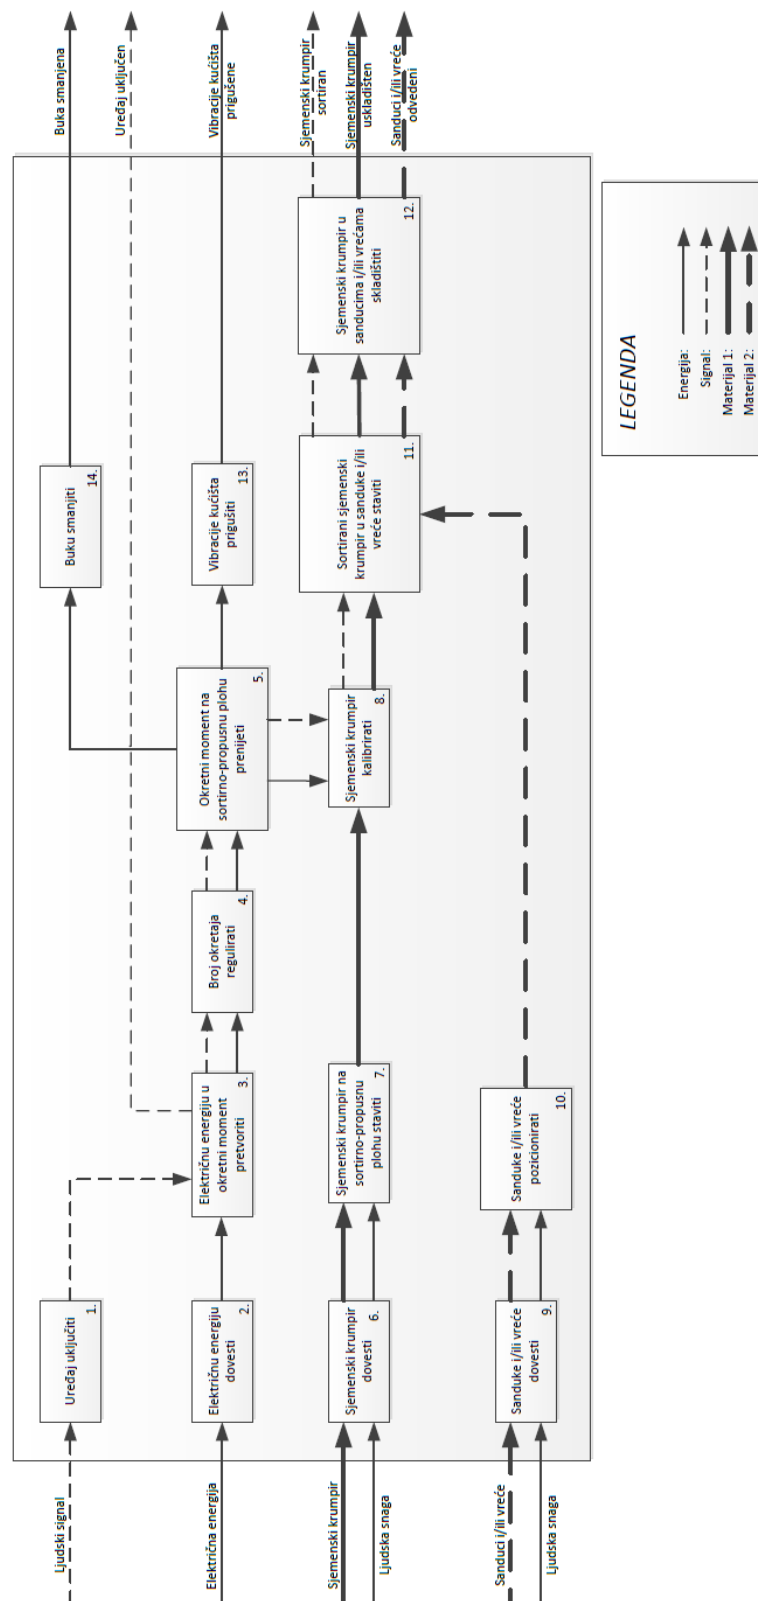 Ljudski signal
Električna energija
Sjemenski krumpir
Ljudska snaga
Sanduci i/ili vreće
Ljudska snaga
Uređaj uključiti
1.
Električnu energiju
dovesti
2.
Električnu energiju u
okretni moment
pretvoriti
3.
Broj okretaja
regulirati
4.
Okretni moment na
sortirno-propusnu plohu
prenijeti
5.
Sjemenski krumpir
dovesti
6.
Sjemenski krumpir na
sortirno-propusnu
plohu staviti
7.
Sjemenski krumpir
kalibrirati
8.
Sanduke i/ili vreće
dovesti
9.
Sanduke i/ili vreće
pozicionirati
10.
Sortirani sjemenski
krumpir u sanduke i/ili
vreće staviti
11.
Sjemenski krumpir u
sanducima i/ili vrećama
skladištiti
12.
Vibracije kućišta
prigušiti
13.
Buku smanjiti
14.
Buka smanjena
Uređaj uključen
Vibracije kućišta
prigušene
Sjemenski krumpir
sortiran
Sjemenski krumpir
uskladišten
Sanduci i/ili vreće
odvedeni
LEGENDA
Energija:
Signal:
Materijal 1:
Materijal 2: